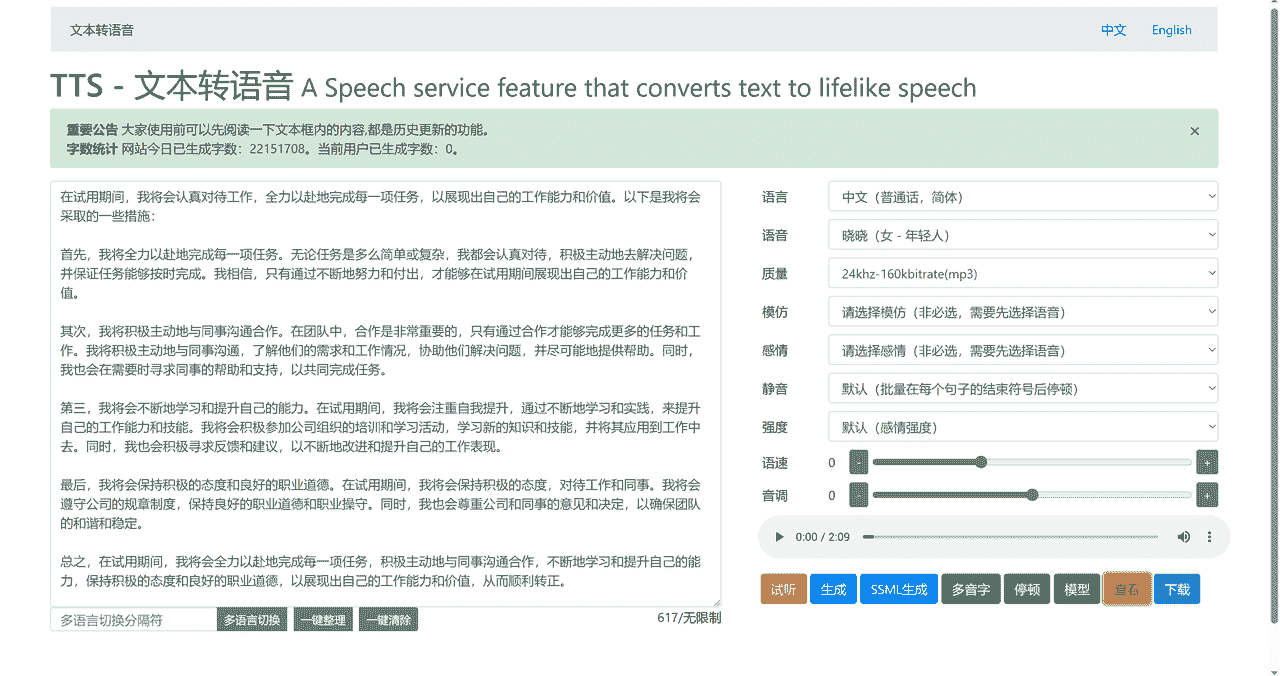 文本转语音
中文 English
TTS - 文本转语音 A Speech service feature that converts text to lifelike speech
重要公告 大家使用前可以先阅读一下文本框内的内容,都是历史更新的功能。
×
字数统计 网站今日已生成字数：22151708。当前用户已生成字数：0。
在试用期间，我将会认真对待工作，全力以赴地完成每一项任务，以展现出自己的工作能力和价值。以下是我将会
采取的一些措施：
首先，我将全力以赴地完成每一项任务。无论任务是多么简单或复杂，我都会认真对待，积极主动地去解决问题，
并保证任务能够按时完成。我相信，只有通过不断地努力和付出，才能够在试用期间展现出自己的工作能力和价
值。
其次，我将积极主动地与同事沟通合作。在团队中，合作是非常重要的，只有通过合作才能够完成更多的任务和工
作。我将积极主动地与同事沟通，了解他们的需求和工作情况，协助他们解决问题，并尽可能地提供帮助。同时，
我也会在需要时寻求同事的帮助和支持，以共同完成任务。
第三，我将会不断地学习和提升自己的能力。在试用期间，我将会注重自我提升，通过不断地学习和实践，来提升
自己的工作能力和技能。我将会积极参加公司组织的培训和学习活动，学习新的知识和技能，并将其应用到工作中
去。同时，我也会积极寻求反馈和建议，以不断地改进和提升自己的工作表现。
最后，我将会保持积极的态度和良好的职业道德。在试用期间，我将会保持积极的态度，对待工作和同事。我将会
遵守公司的规章制度，保持良好的职业道德和职业操守。同时，我也会尊重公司和同事的意见和决定，以确保团队
的和谐和稳定。
总之，在试用期间，我将会全力以赴地完成每一项任务，积极主动地与同事沟通合作，不断地学习和提升自己的能
力，保持积极的态度和良好的职业道德，以展现出自己的工作能力和价值，从而顺利转正。
多语言切换分隔符 多语言切换 一键整理 一键清除 617/无限制
语言 中文（普通话，简体）
语音 晓晓（女 - 年轻人）
质量 24khz-160kbitrate(mp3)
模仿 请选择模仿（非必选，需要先选择语音）
感情 请选择感情（非必选，需要先选择语音）
静音 默认（批量在每个句子的结束符号后停顿）
强度 默认（感情强度）
语速 0 - +
音调 0 - +
0:00 / 2:09
试听 生成 SSML生成 多音字 停顿 模型 查看 下载